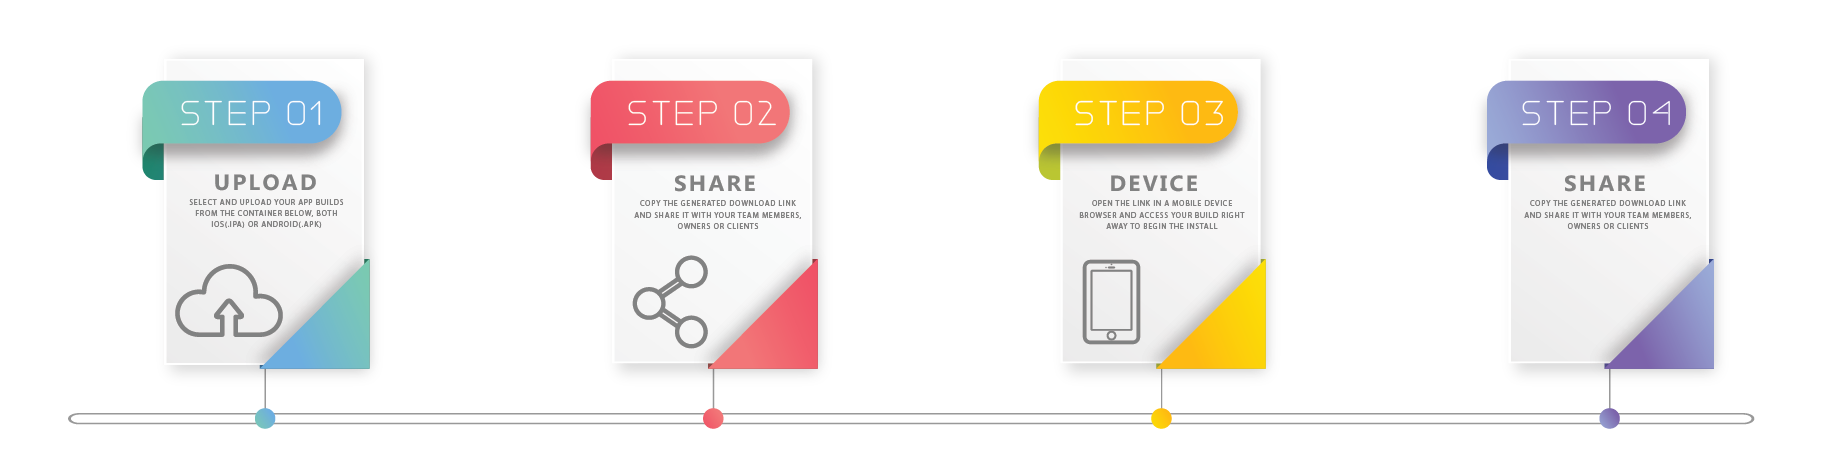 STEP 01
UPLOAD
SELECT AND UPLOAD YOUR APP BUILDS
FROM THE CONTAINER BELOW, BOTH
IOS(.IPA) OR ANDROID(.APK)
STEP 02
SHARE
COPY THE GENERATED DOWNLOAD LINK
AND SHARE IT WITH YOUR TEAM MEMBERS,
OWNERS OR CLIENTS
STEP 03
DEVICE
OPEN THE LINK IN A MOBILE DEVICE
BROWSER AND ACCESS YOUR BUILD RIGHT
AWAY TO BEGIN THE INSTALL
STEP 04
SHARE
COPY THE GENERATED DOWNLOAD LINK
AND SHARE IT WITH YOUR TEAM MEMBERS,
OWNERS OR CLIENTS